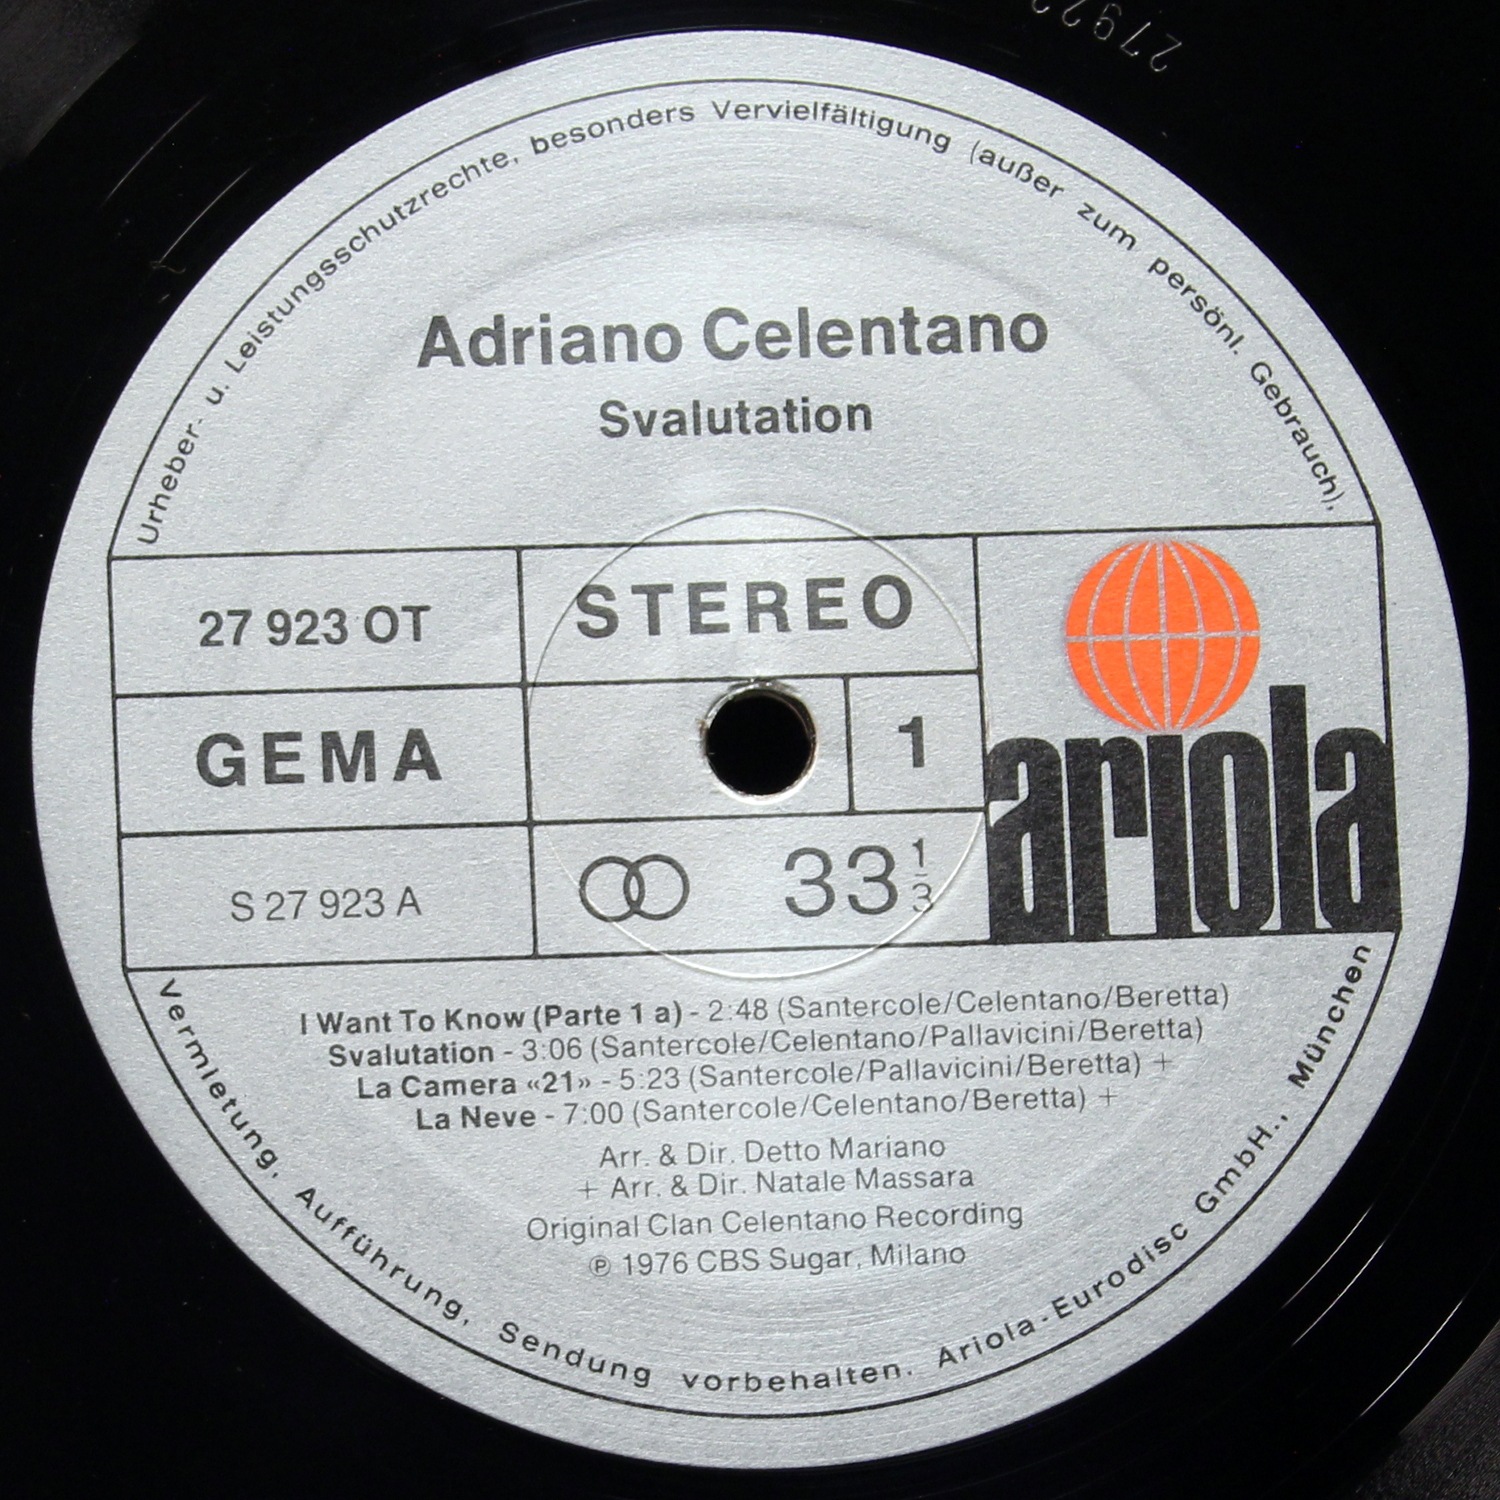 2792
Urheber- u. Leistungsschutzrechte, besonders Vervielfältigung (außer zum persönl. Gebrauch),
Adriano Celentano
Svalutation
27 923 OT
STEREO
GEMA
1
ariola
S 27 923 A
33 1/3
I Want To Know (Parte 1 a) - 2:48 (Santercole/Celentano/Beretta)
Svalutation - 3:06 (Santercole/Celentano/Pallavicini/Beretta)
La Camera «21» - 5:23 (Santercole/Pallavicini/Beretta) +
La Neve - 7:00 (Santercole/Celentano/Beretta) +
Arr. & Dir. Detto Mariano
+ Arr. & Dir. Natale Massara
Original Clan Celentano Recording
℗ 1976 CBS Sugar, Milano
Vermietung, Aufführung, Sendung vorbehalten. Ariola-Eurodisc GmbH., München